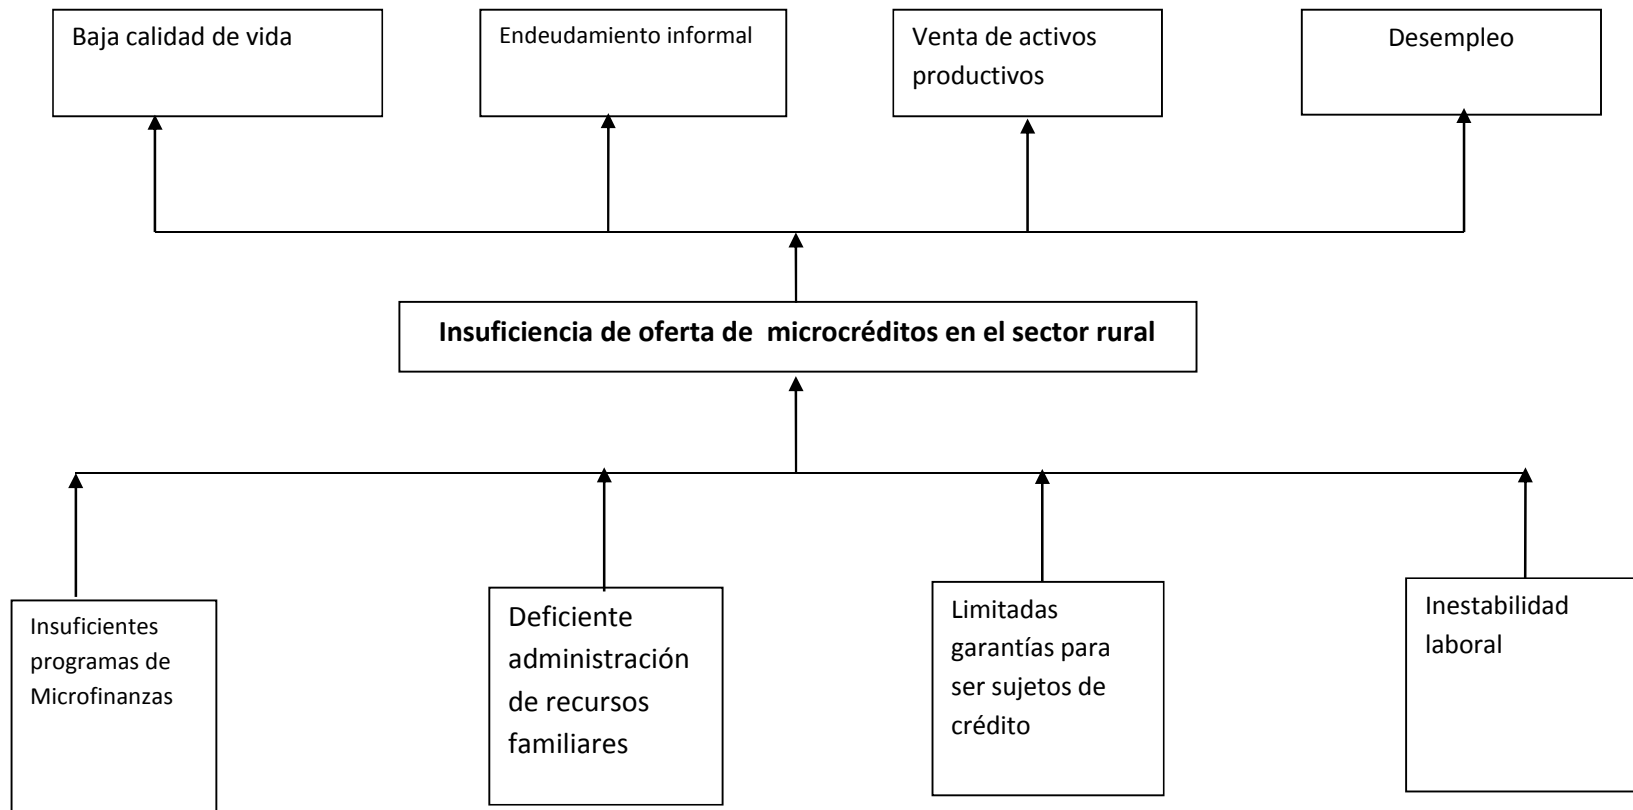 Baja calidad de vida
Endeudamiento informal
Venta de activos
productivos
Desempleo
Insuficiencia de oferta de  microcréditos en el sector rural
Insuficientes
programas de
Microfinanzas
Deficiente
administración
de recursos
familiares
Limitadas
garantías para
ser sujetos de
crédito
Inestabilidad
laboral